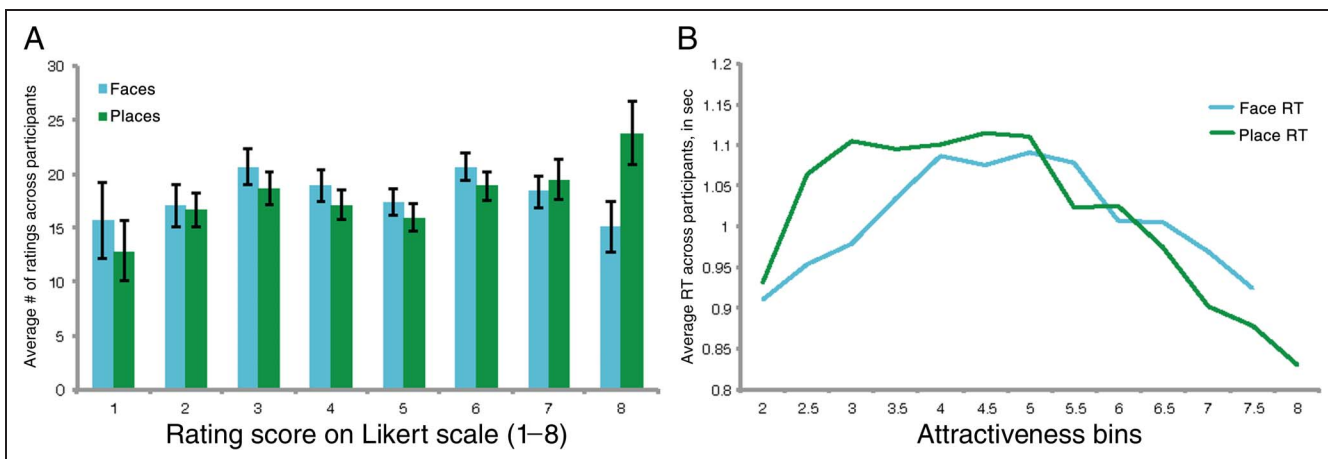 A
Average # of ratings across participants
30
25
20
15
10
5
0
Faces
Places
1 2 3 4 5 6 7 8
Rating score on Likert scale (1–8)
B
Average RT across participants, in sec
1.2
1.15
1.1
1.05
1
0.95
0.9
0.85
0.8
Face RT
Place RT
2 2.5 3 3.5 4 4.5 5 5.5 6 6.5 7 7.5 8
Attractiveness bins